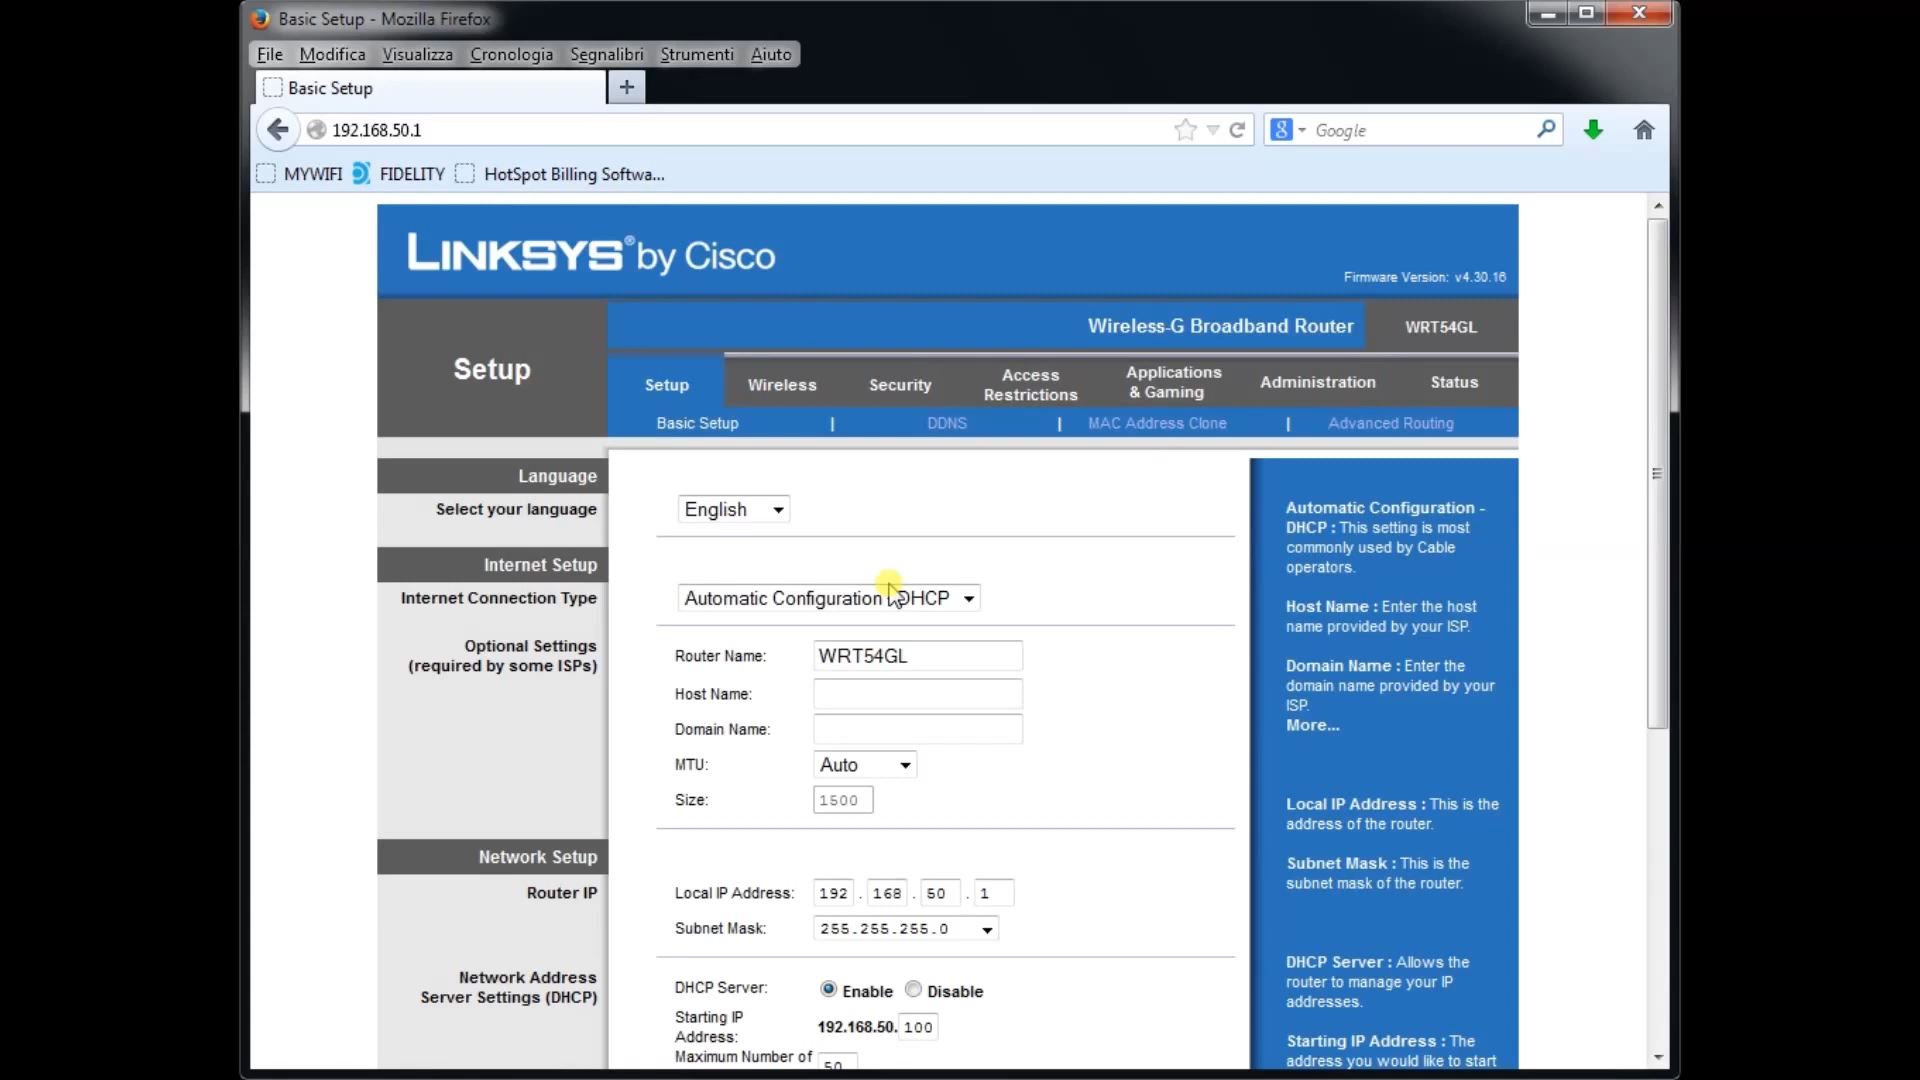 Basic Setup - Mozilla Firefox
File Modifica Visualizza Cronologia Segnalibri Strumenti Aiuto
Basic Setup
192.168.50.1
Google
MYWIFI FIDELITY HotSpot Billing Softwa...
LINKSYS® by Cisco
Firmware Version: v4.30.16
Wireless-G Broadband Router WRT54GL
Setup
Setup Wireless Security Access Restrictions Applications & Gaming Administration Status
Basic Setup | DDNS | MAC Address Clone | Advanced Routing
Language
Select your language
English
Internet Setup
Internet Connection Type
Automatic Configuration DHCP
Optional Settings
(required by some ISPs)
Router Name: WRT54GL
Host Name:
Domain Name:
MTU: Auto
Size: 1500
Network Setup
Router IP
Local IP Address: 192 . 168 . 50 . 1
Subnet Mask: 255.255.255.0
Network Address
Server Settings (DHCP)
DHCP Server: Enable Disable
Starting IP
Address:
192.168.50. 100
Maximum Number of
50
Automatic Configuration -
DHCP : This setting is most
commonly used by Cable
operators.
Host Name : Enter the host
name provided by your ISP.
Domain Name : Enter the
domain name provided by your
ISP.
More...
Local IP Address : This is the
address of the router.
Subnet Mask : This is the
subnet mask of the router.
DHCP Server : Allows the
router to manage your IP
addresses.
Starting IP Address : The
address you would like to start